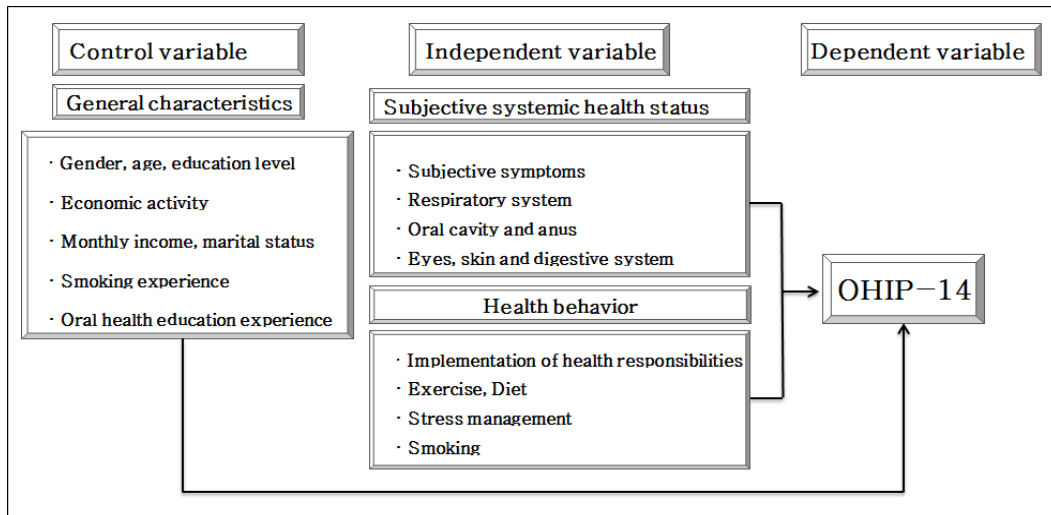 Control variable
General characteristics
· Gender, age, education level
· Economic activity
· Monthly income, marital status
· Smoking experience
· Oral health education experience
Independent variable
Subjective systemic health status
· Subjective symptoms
· Respiratory system
· Oral cavity and anus
· Eyes, skin and digestive system
Health behavior
· Implementation of health responsibilities
· Exercise, Diet
· Stress management
· Smoking
Dependent variable
OHIP-14